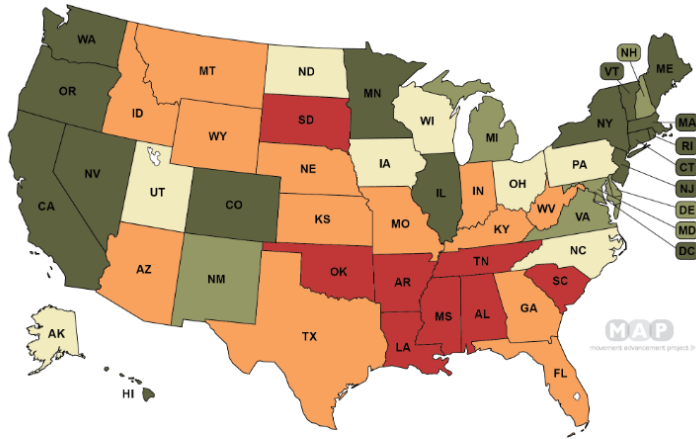 WA
OR
CA
NV
ID
MT
WY
UT
CO
AZ
NM
ND
SD
NE
KS
OK
TX
MN
IA
MO
AR
LA
WI
IL
MS
MI
IN
KY
TN
AL
OH
WV
VA
NC
SC
GA
FL
PA
NY
VT
NH
ME
MA
RI
CT
NJ
DE
MD
DC
AK
HI
MAP
movement advancement project